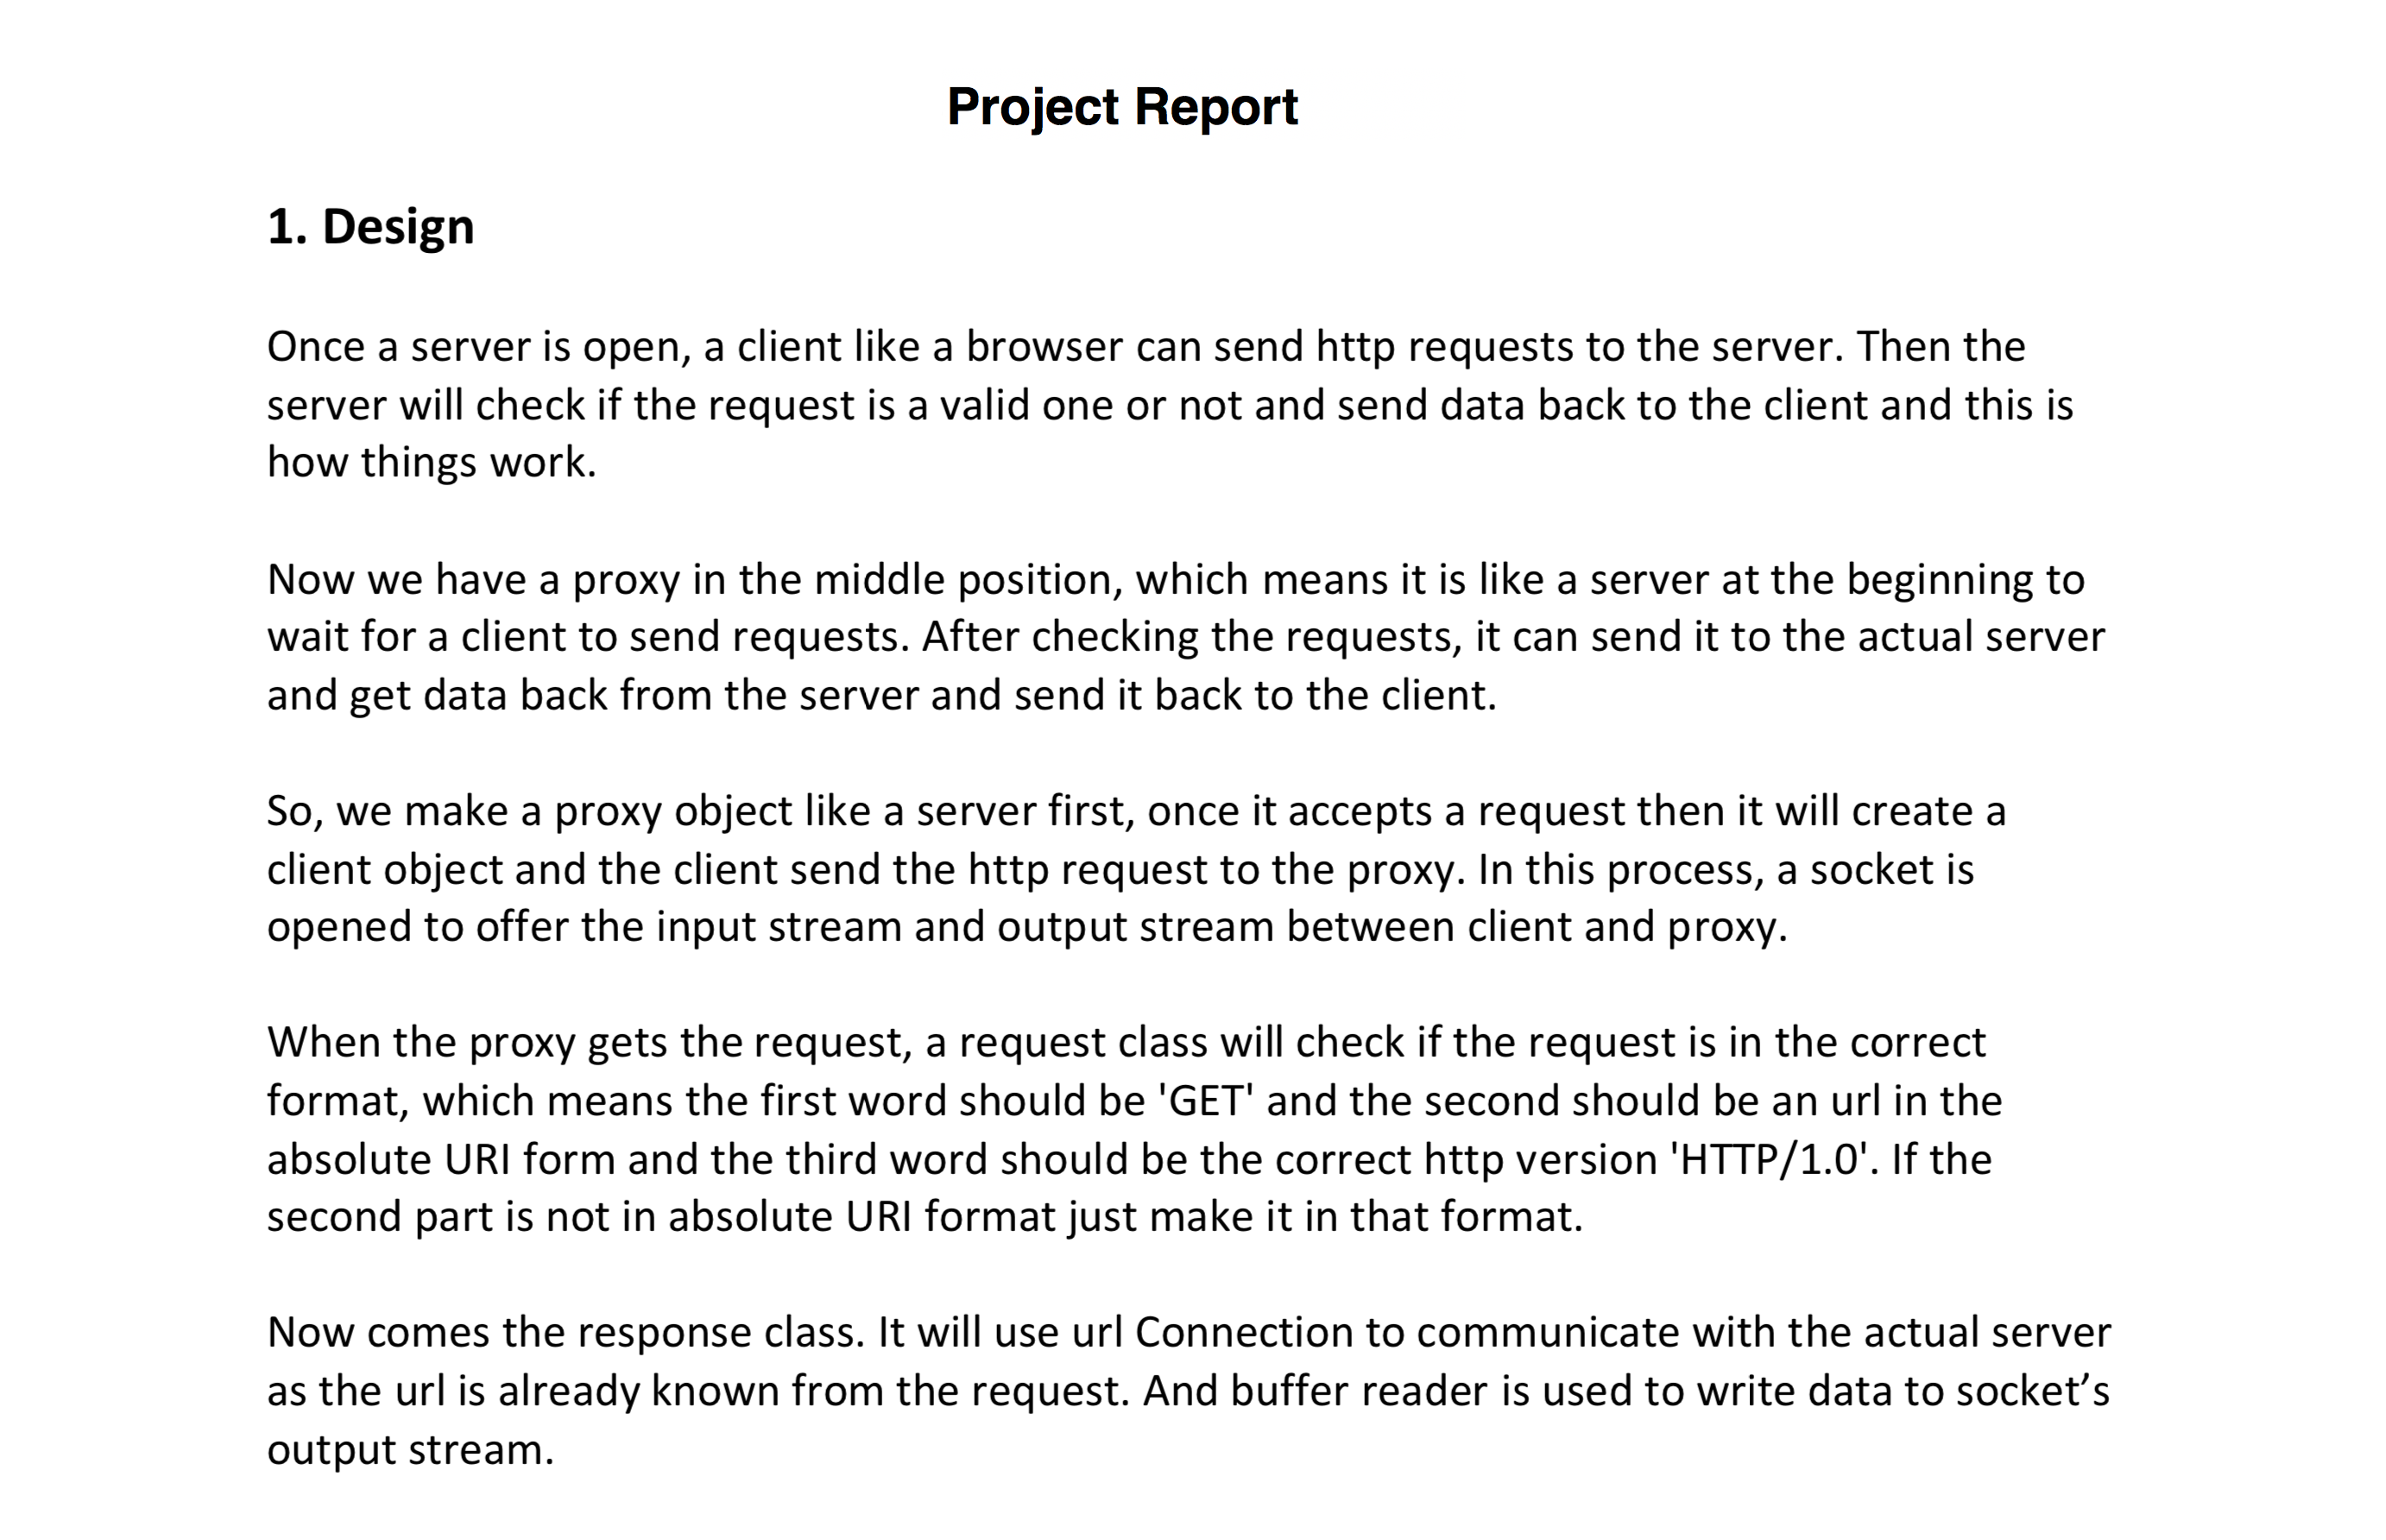 Project Report
1. Design
Once a server is open, a client like a browser can send http requests to the server. Then the
server will check if the request is a valid one or not and send data back to the client and this is
how things work.
Now we have a proxy in the middle position, which means it is like a server at the beginning to
wait for a client to send requests. After checking the requests, it can send it to the actual server
and get data back from the server and send it back to the client.
So, we make a proxy object like a server first, once it accepts a request then it will create a
client object and the client send the http request to the proxy. In this process, a socket is
opened to offer the input stream and output stream between client and proxy.
When the proxy gets the request, a request class will check if the request is in the correct
format, which means the first word should be 'GET' and the second should be an url in the
absolute URI form and the third word should be the correct http version 'HTTP/1.0'. If the
second part is not in absolute URI format just make it in that format.
Now comes the response class. It will use url Connection to communicate with the actual server
as the url is already known from the request. And buffer reader is used to write data to socket’s
output stream.